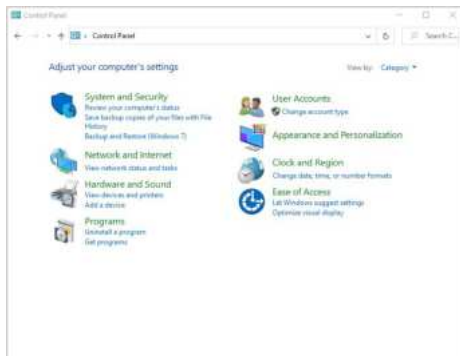 Control Panel
Control Panel
Search C...
Adjust your computer's settings
View by: Category
System and Security
Review your computer's status
Save backup copies of your files with File
History
Backup and Restore (Windows 7)
Network and Internet
View network status and tasks
Hardware and Sound
View devices and printers
Add a device
Programs
Uninstall a program
Get programs
User Accounts
Change account type
Appearance and Personalization
Clock and Region
Change date, time, or number formats
Ease of Access
Let Windows suggest settings
Optimize visual display